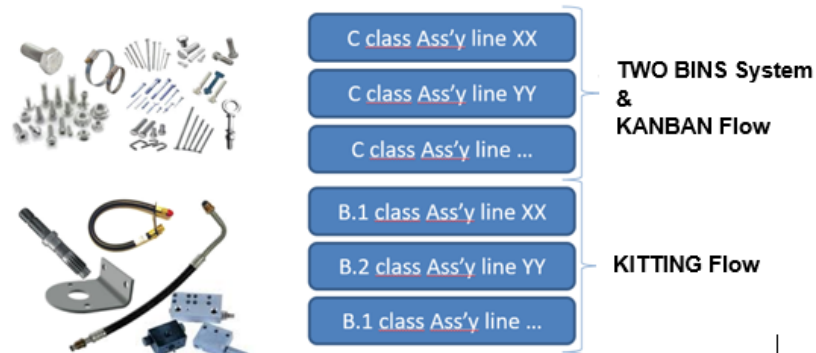 C class Ass'y line XX
C class Ass'y line YY
C class Ass'y line ...
TWO BINS System
&
KANBAN Flow
B.1 class Ass'y line XX
B.2 class Ass'y line YY
B.1 class Ass'y line ...
KITTING Flow